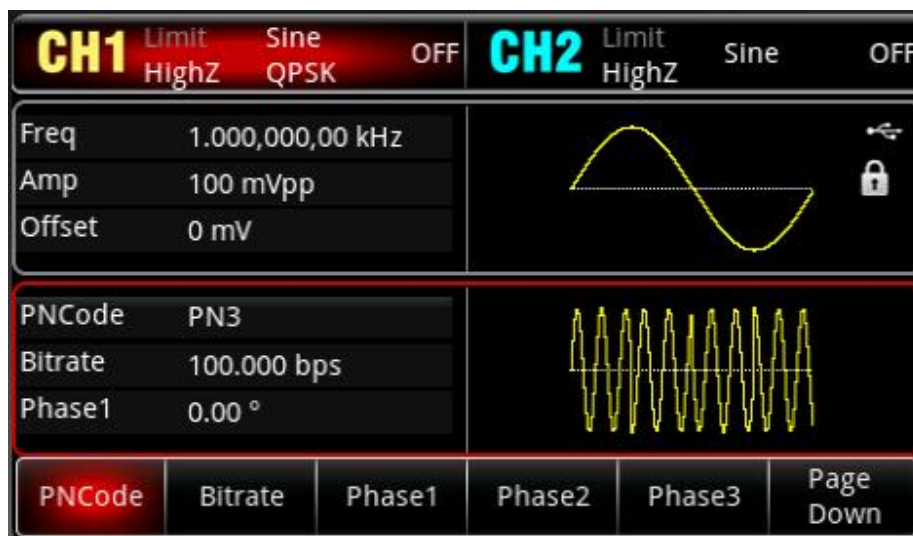 CH1 Limit Sine OFF CH2 Limit Sine OFF
HighZ QPSK HighZ
Freq 1.000,000,00 kHz
Amp 100 mVpp
Offset 0 mV
PNCode PN3
Bitrate 100.000 bps
Phase1 0.00 °
PNCode Bitrate Phase1 Phase2 Phase3 Page Down